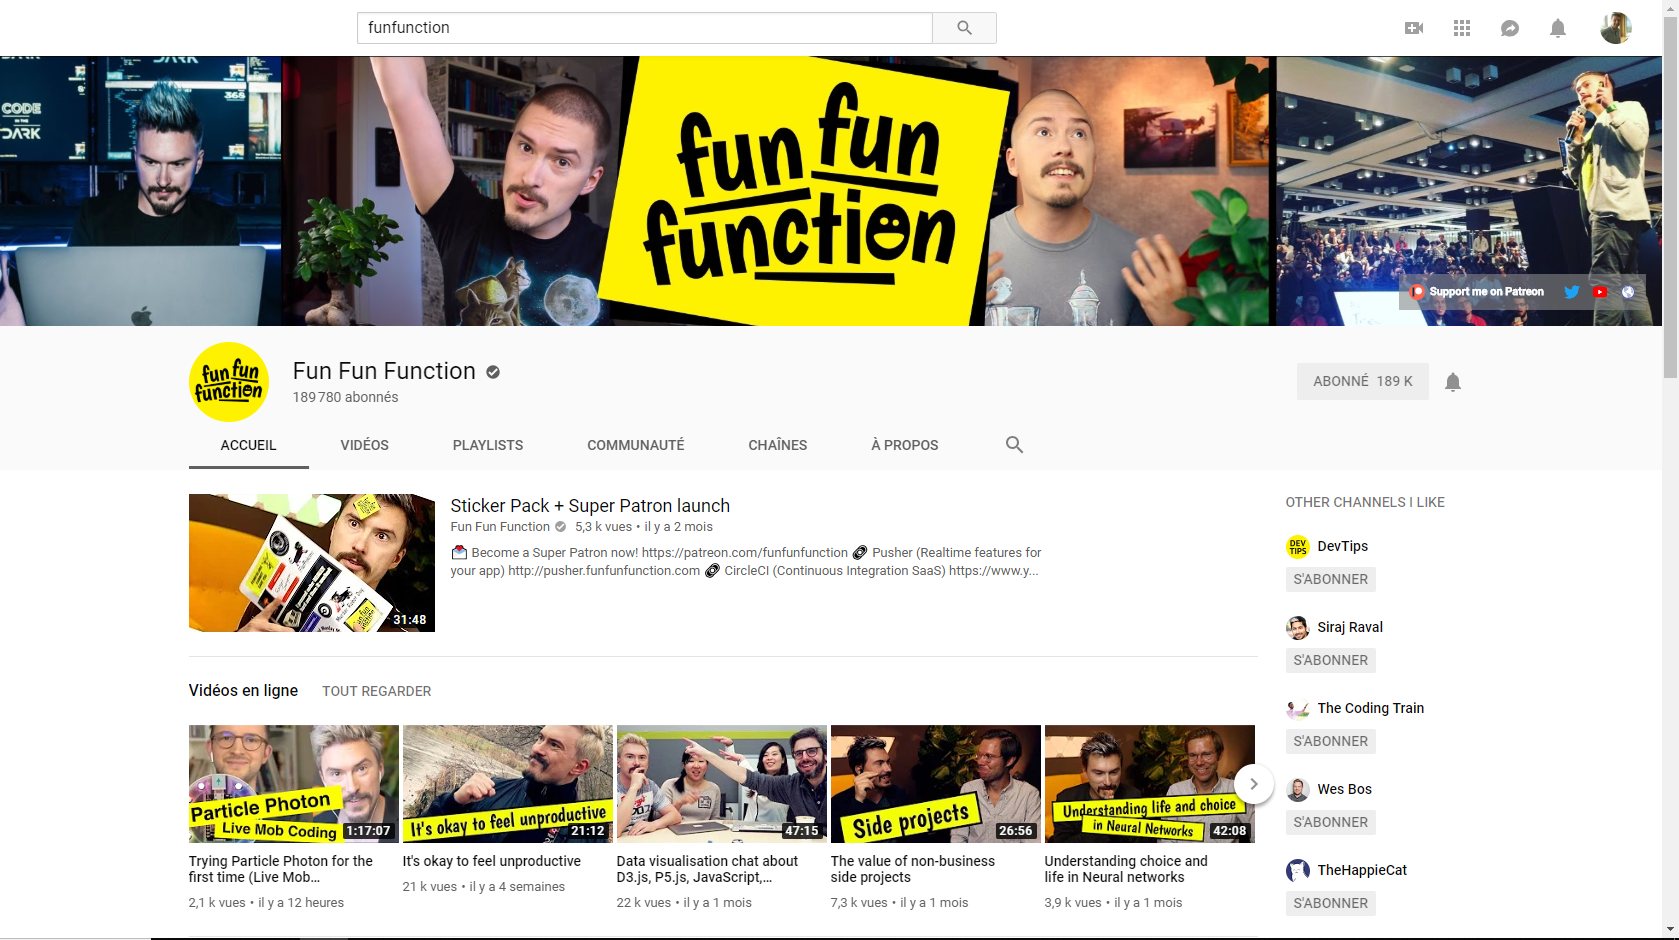 funfunction
CODE
IN THE
DARK
fun fun
function
Support me on Patreon
fun fun
function
Fun Fun Function
189 780 abonnés
ABONNÉ 189 K
ACCUEIL
VIDÉOS
PLAYLISTS
COMMUNAUTÉ
CHAÎNES
À PROPOS
31:48
Sticker Pack + Super Patron launch
Fun Fun Function 5,3 k vues • il y a 2 mois
Become a Super Patron now! https://patreon.com/funfunfunction Pusher (Realtime features for
your app) http://pusher.funfunfunction.com CircleCI (Continuous Integration SaaS) https://www.y...
OTHER CHANNELS I LIKE
DEV
TIPS
DevTips
S'ABONNER
Siraj Raval
S'ABONNER
The Coding Train
S'ABONNER
Wes Bos
S'ABONNER
TheHappieCat
S'ABONNER
Vidéos en ligne TOUT REGARDER
Particle Photon
Live Mob Coding
1:17:07
Trying Particle Photon for the
first time (Live Mob...
2,1 k vues • il y a 12 heures
It's okay to feel unproductive
21:12
It's okay to feel unproductive
21 k vues • il y a 4 semaines
47:15
Data visualisation chat about
D3.js, P5.js, JavaScript,...
22 k vues • il y a 1 mois
Side projects
26:56
The value of non-business
side projects
7,3 k vues • il y a 1 mois
Understanding life and choice
in Neural Networks
42:08
Understanding choice and
life in Neural networks
3,9 k vues • il y a 1 mois